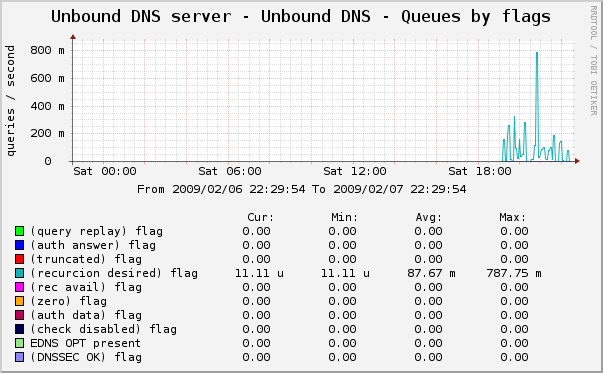 Unbound DNS server - Unbound DNS - Queues by flags
RRDTOOL / TOBI OETIKER
queries / second
800 m
600 m
400 m
200 m
0
Sat 00:00 Sat 06:00 Sat 12:00 Sat 18:00
From 2009/02/06 22:29:54 To 2009/02/07 22:29:54
Cur: Min: Avg: Max:
(query replay) flag 0.00 0.00 0.00 0.00
(auth answer) flag 0.00 0.00 0.00 0.00
(truncated) flag 0.00 0.00 0.00 0.00
(recurcion desired) flag 11.11 u 11.11 u 87.67 m 787.75 m
(rec avail) flag 0.00 0.00 0.00 0.00
(zero) flag 0.00 0.00 0.00 0.00
(auth data) flag 0.00 0.00 0.00 0.00
(check disabled) flag 0.00 0.00 0.00 0.00
EDNS OPT present 0.00 0.00 0.00 0.00
(DNSSEC OK) flag 0.00 0.00 0.00 0.00